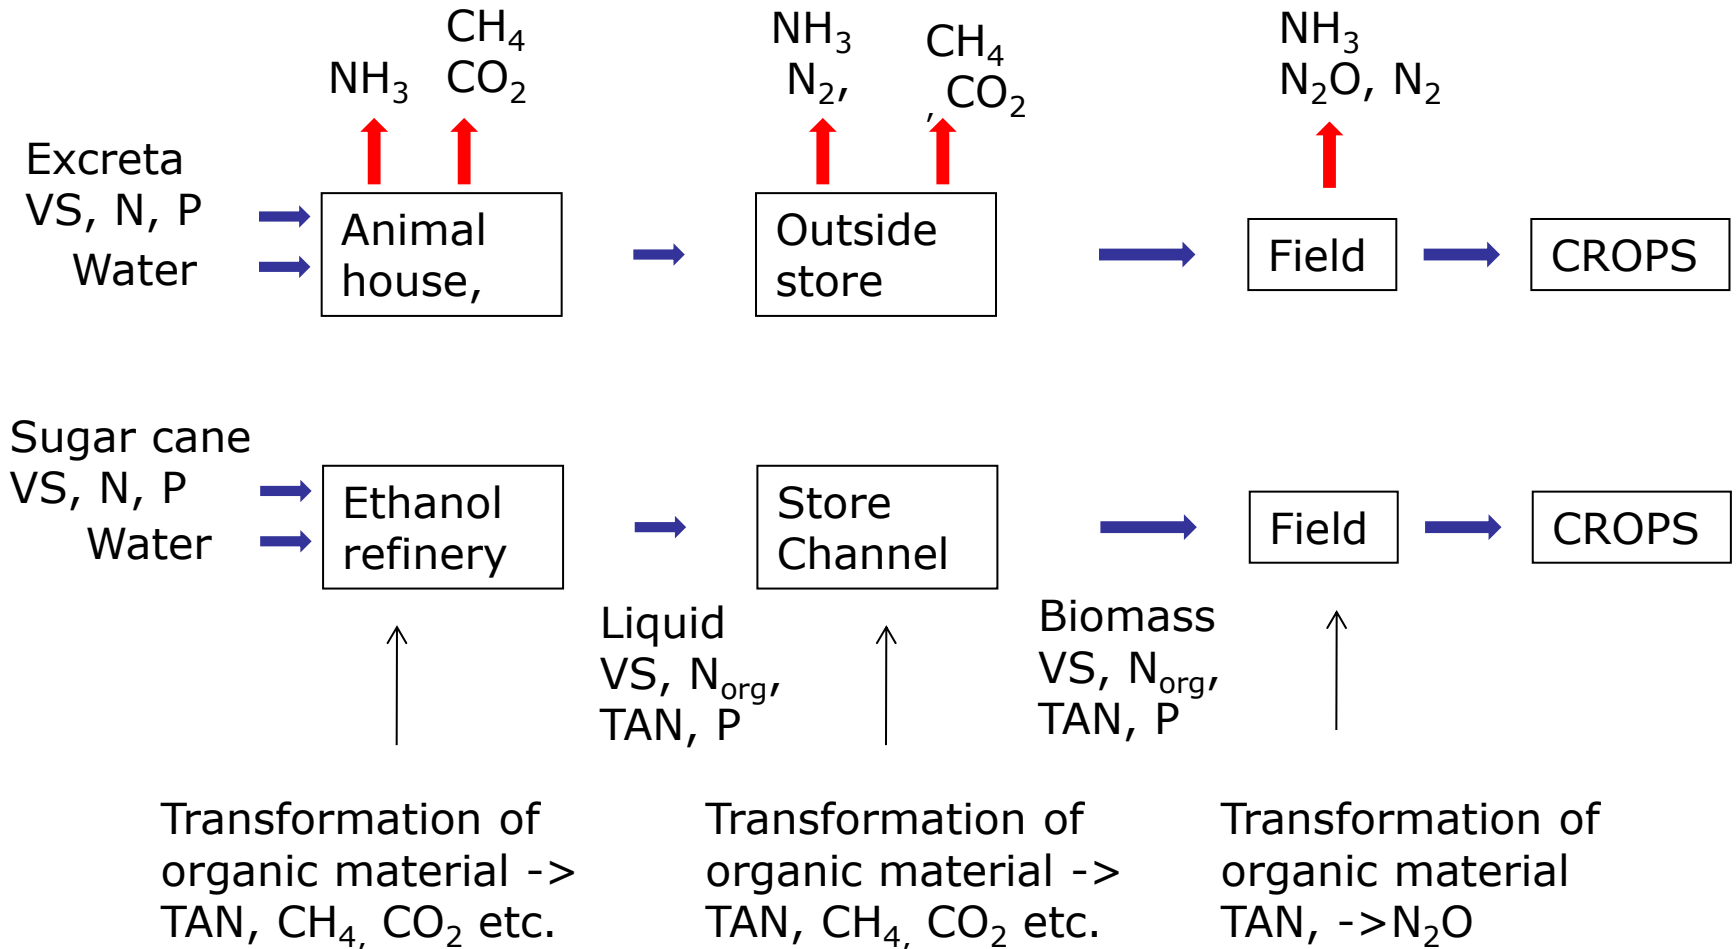 NH3
CH4
CO2
NH3
N2,
CH4
, CO2
NH3
N2O, N2
Excreta
VS, N, P
Water
Animal
house,
Outside
store
Field
CROPS
Sugar cane
VS, N, P
Water
Ethanol
refinery
Store
Channel
Field
CROPS
Liquid
VS, Norg,
TAN, P
Biomass
VS, Norg,
TAN, P
Transformation of
organic material ->
TAN, CH4, CO2 etc.
Transformation of
organic material ->
TAN, CH4, CO2 etc.
Transformation of
organic material
TAN, ->N2O